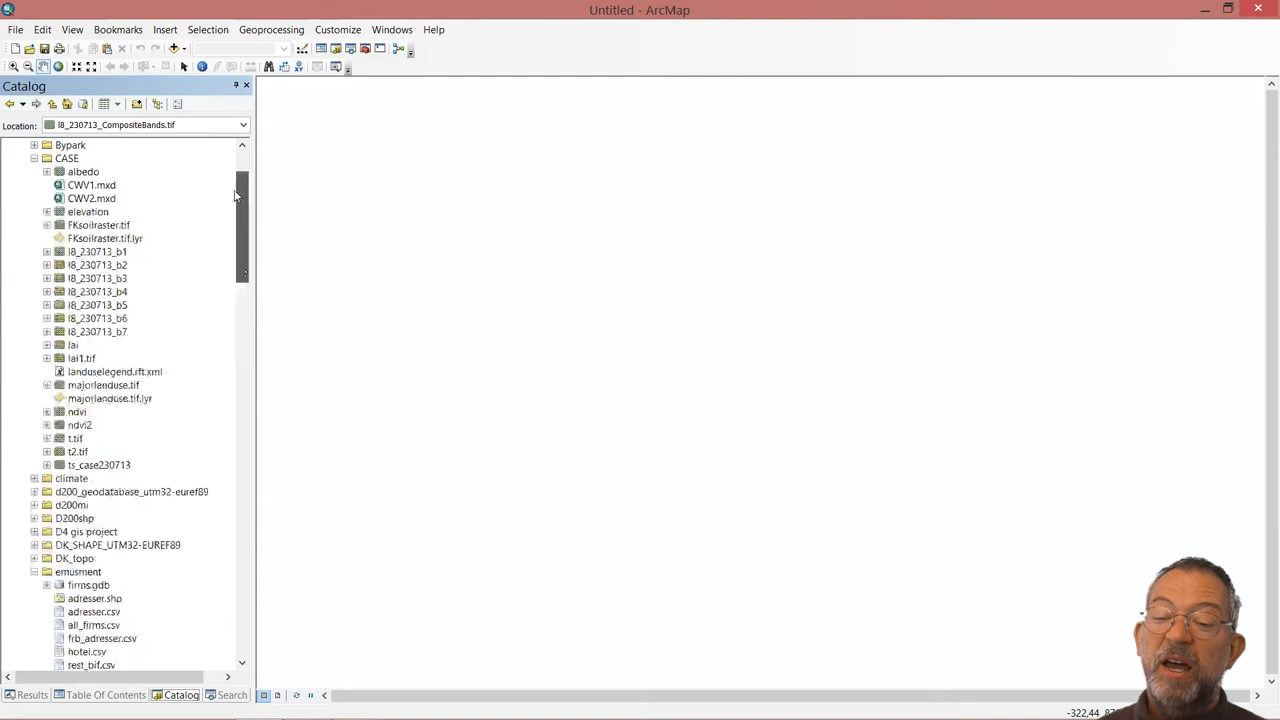 Untitled - ArcMap
File Edit View Bookmarks Insert Selection Geoprocessing Customize Windows Help
Catalog
Location: l8_230713_CompositeBands.tif
Bypark
CASE
albedo
CWV1.mxd
CWV2.mxd
elevation
FKsoilraster.tif
FKsoilraster.tif.lyr
l8_230713_b1
l8_230713_b2
l8_230713_b3
l8_230713_b4
l8_230713_b5
l8_230713_b6
l8_230713_b7
lai
lai1.tif
landuselegend.rft.xml
majorlanduse.tif
majorlanduse.tif.lyr
ndvi
ndvi2
t.tif
t2.tif
ts_case230713
climate
d200_geodatabase_utm32-euref89
d200mi
D200shp
D4 gis project
DK_SHAPE_UTM32-EUREF89
DK_topo
emusment
firms.gdb
adresser.shp
adresser.csv
all_firms.csv
frb_adresser.csv
hotel.csv
rest_bif.csv
Results Table Of Contents Catalog Search